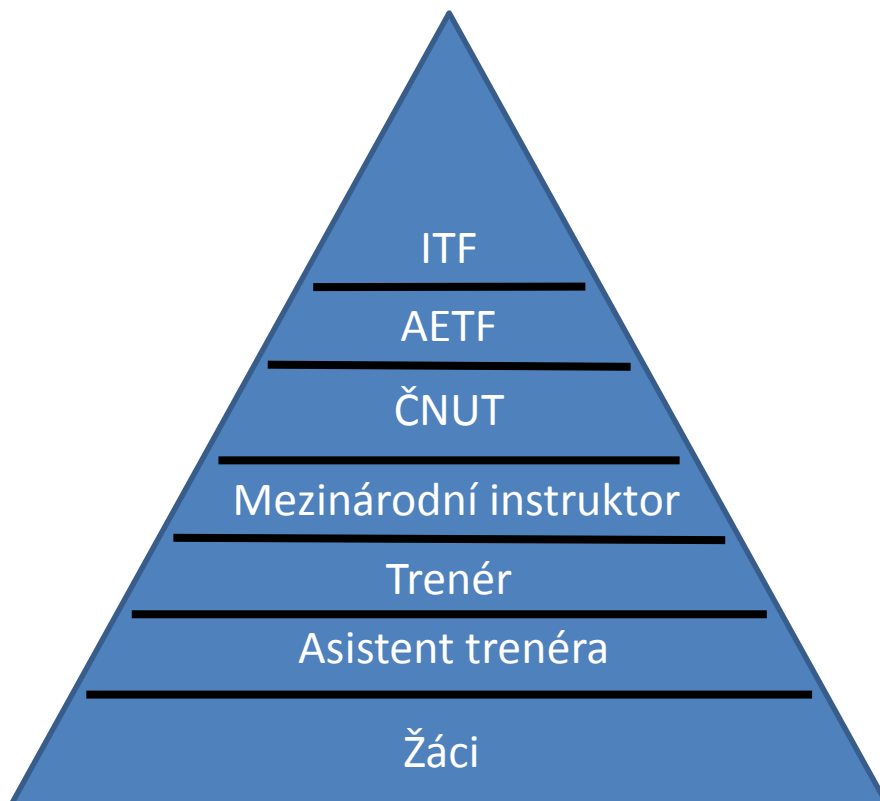 ITF
AETF
ČNUT
Mezinárodní instruktor
Trenér
Asistent trenéra
Žáci